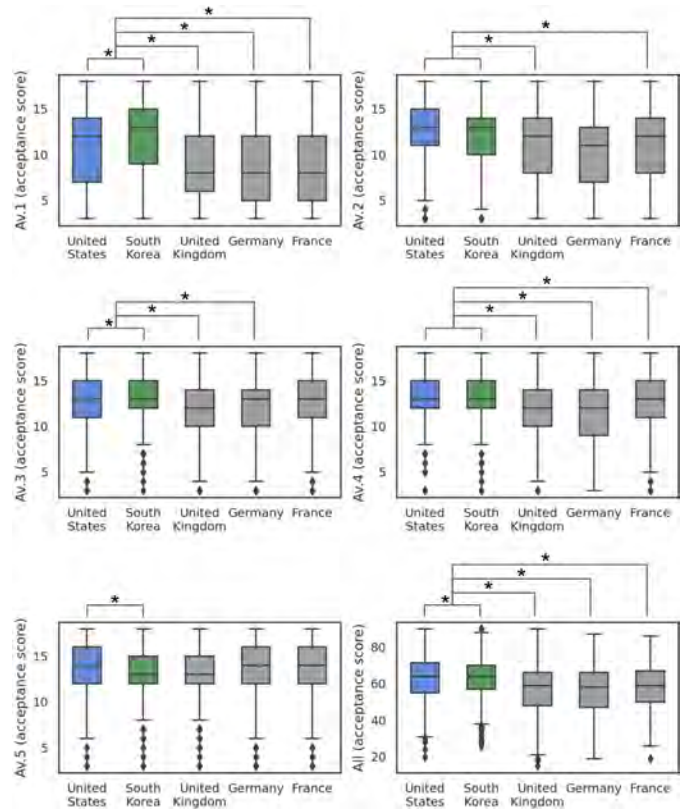 * * * *
Av.1 (acceptance score)
15
10
5
United States
South Korea
United Kingdom
Germany
France
* *
Av.2 (acceptance score)
15
10
5
United States
South Korea
United Kingdom
Germany
France
* * *
Av.3 (acceptance score)
15
10
5
United States
South Korea
United Kingdom
Germany
France
* * *
Av.4 (acceptance score)
15
10
5
United States
South Korea
United Kingdom
Germany
France
*
Av.5 (acceptance score)
15
10
5
United States
South Korea
United Kingdom
Germany
France
* * * *
All (acceptance score)
80
60
40
20
United States
South Korea
United Kingdom
Germany
France